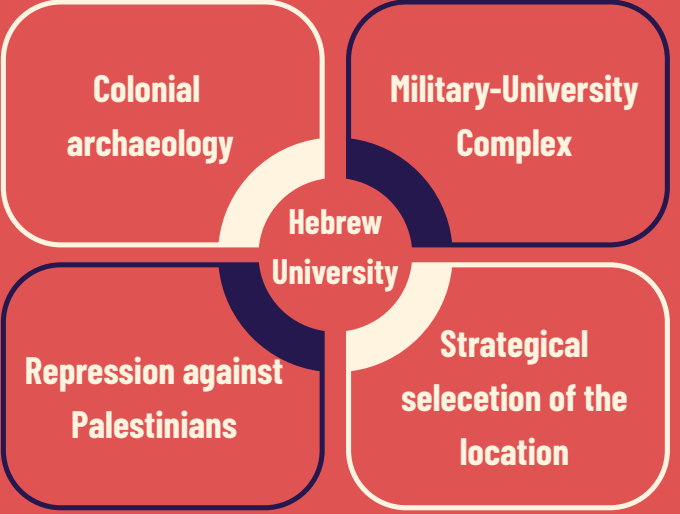 Colonial
archaeology
Military-University
Complex
Hebrew
University
Repression against
Palestinians
Strategical
selecetion of the
location